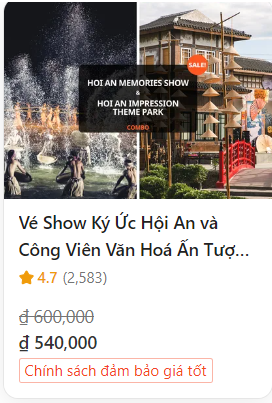 SALE!
HOI AN MEMORIES SHOW
&
HOI AN IMPRESSION
THEME PARK
COMBO
Vé Show Ký Ức Hội An và
Công Viên Văn Hoá Ấn Tượ...
4.7 (2,583)
₫ 600,000
₫ 540,000
Chính sách đảm bảo giá tốt